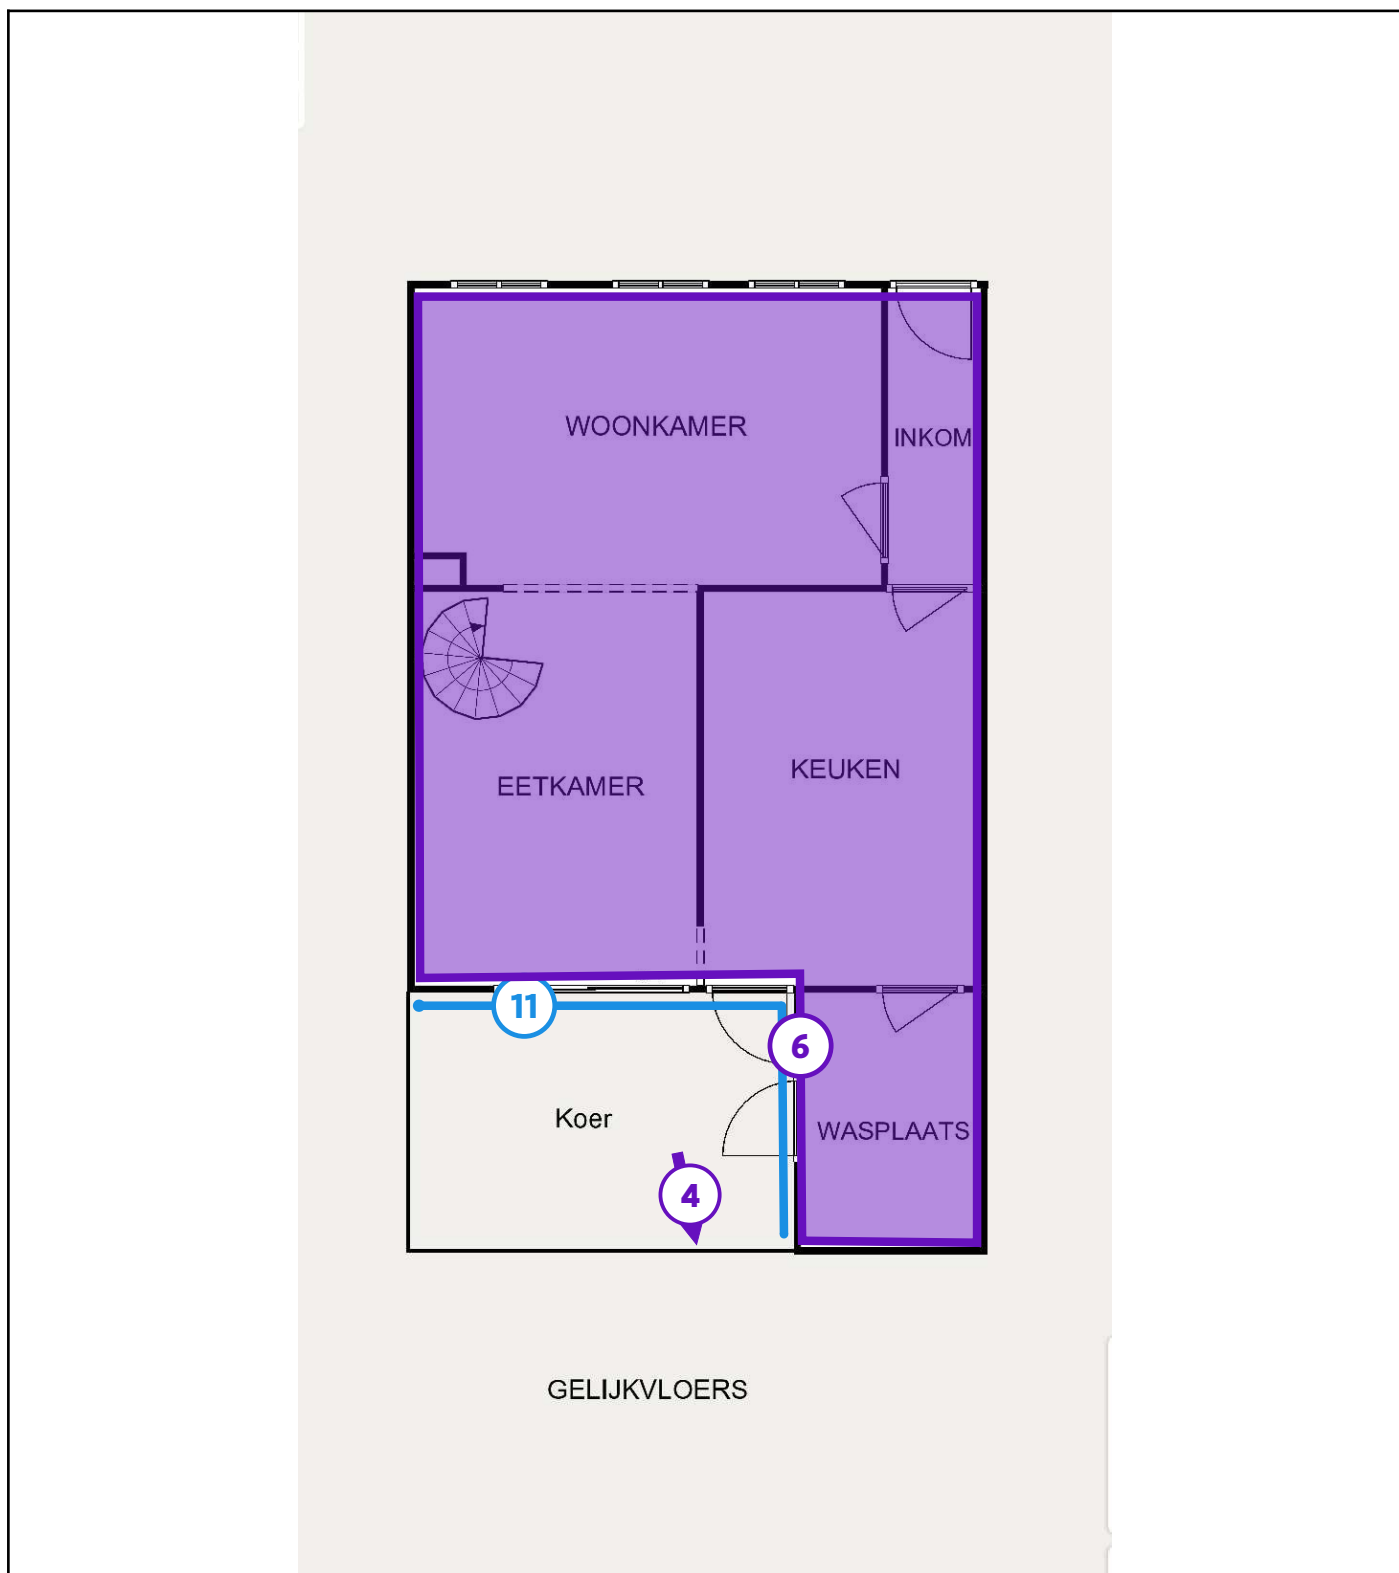 WOONKAMER
INKOM
KEUKEN
EETKAMER
11
6
Koer
WASPLAATS
4
GELIJKVLOERS